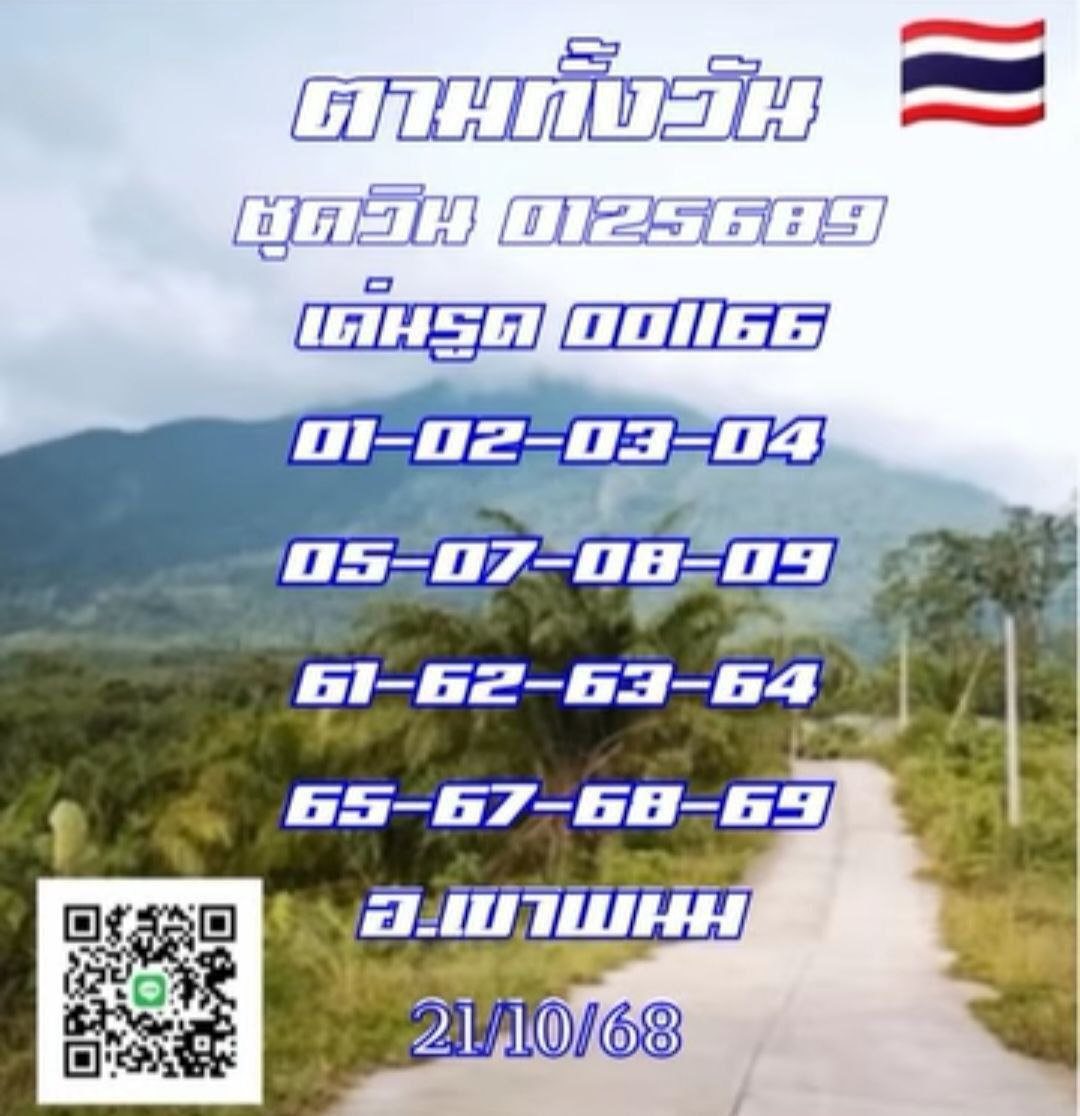 ตามทั้งวัน
ชุดวิน 0125689
เด่นรูด 001166
01-02-03-04
05-07-08-09
61-62-63-64
65-67-68-69
อ.เขาพนม
21/10/68